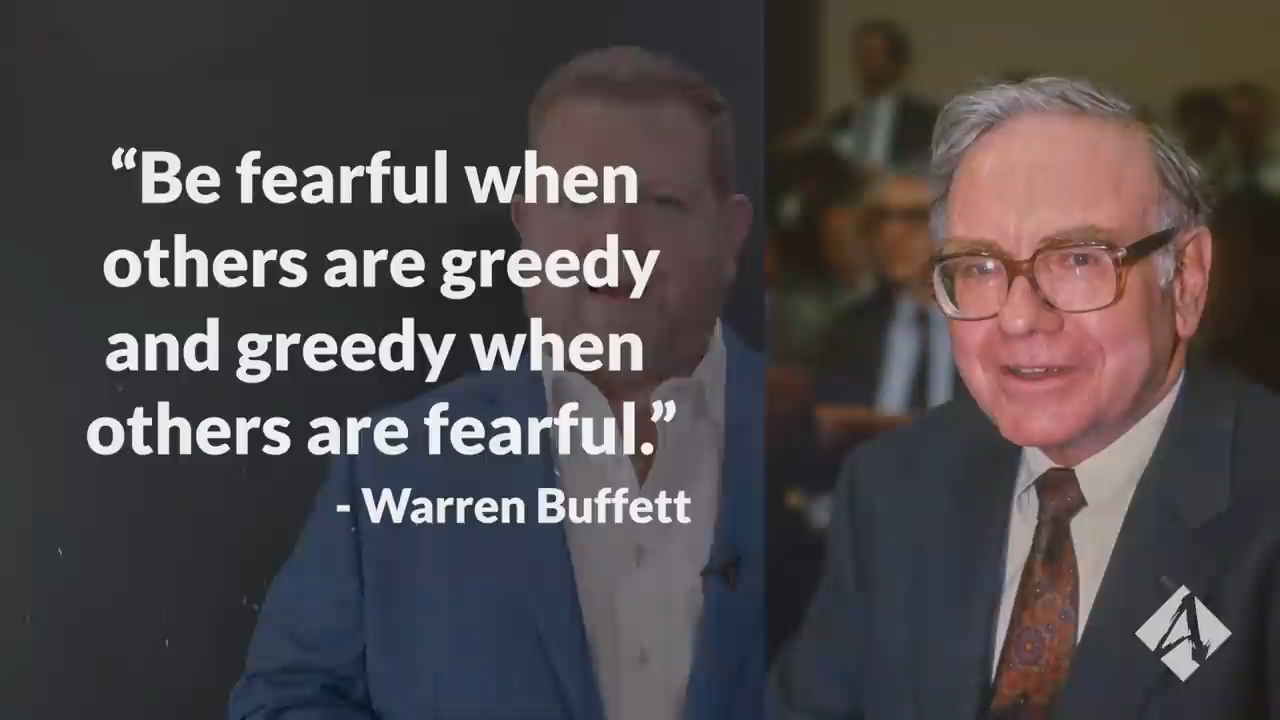 “Be fearful when
others are greedy
and greedy when
others are fearful.”
- Warren Buffett
A